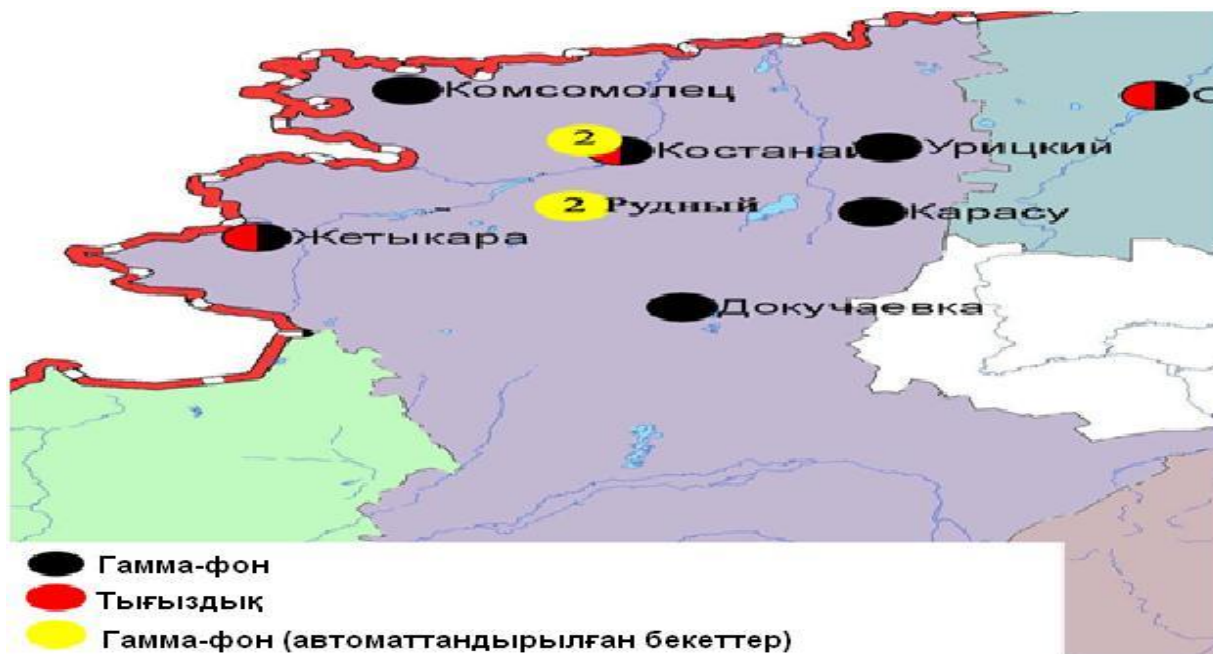 Комсомолец
2
Костанай
Урицкий
2 Рудный
Карасу
Жетыкара
Докучаевка
Гамма-фон
Тығыздық
Гамма-фон (автоматтандырылған бекеттер)